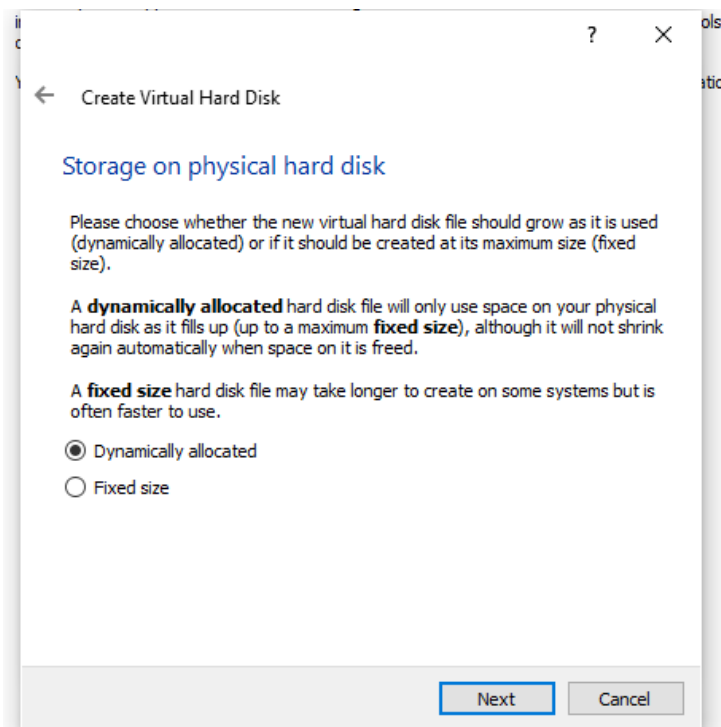 ols
?
Create Virtual Hard Disk
Storage on physical hard disk
Please choose whether the new virtual hard disk file should grow as it is used
(dynamically allocated) or if it should be created at its maximum size (fixed
size).
A dynamically allocated hard disk file will only use space on your physical
hard disk as it fills up (up to a maximum fixed size), although it will not shrink
again automatically when space on it is freed.
A fixed size hard disk file may take longer to create on some systems but is
often faster to use.
Dynamically allocated
Fixed size
Next Cancel